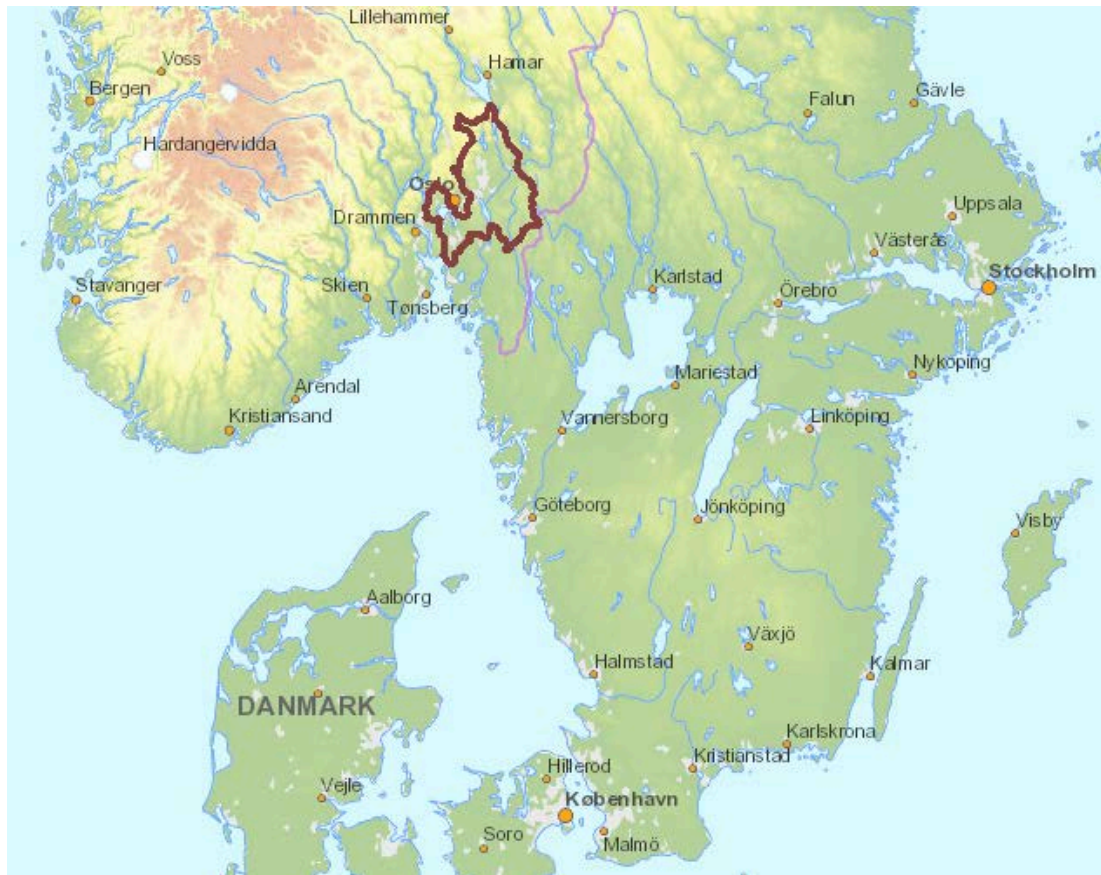 Lillehammer
Voss
Hamar
Bergen
Falun
Gävle
Hardangervidda
Oslo
Uppsala
Drammen
Västerås
Stockholm
Stavanger
Skien
Karlstad
Örebro
Tønsberg
Nyköping
Mariestad
Arendal
Kristiansand
Vannersborg
Linköping
Göteborg
Jönköping
Visby
Aalborg
Växjö
Halmstad
Kalmar
DANMARK
Karlskrona
Kristianstad
Hillerod
Vejle
København
Soro
Malmö